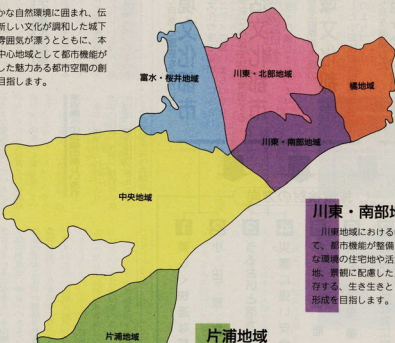 かな自然環境に囲まれ、伝
新しい文化が調和した城下
雰囲気が漂うとともに、本
中心地域として都市機能が
した魅力ある都市空間の創
目指します。
富水・桜井地域
川東・北部地域
橘地域
川東・南部地域
中央地域
川東・南部地
川東地域における
て、都市機能が整備
な環境の住宅地や活
地、景観に配慮した
存する、生き生きと
形成を目指します。
片浦地域
片浦地域